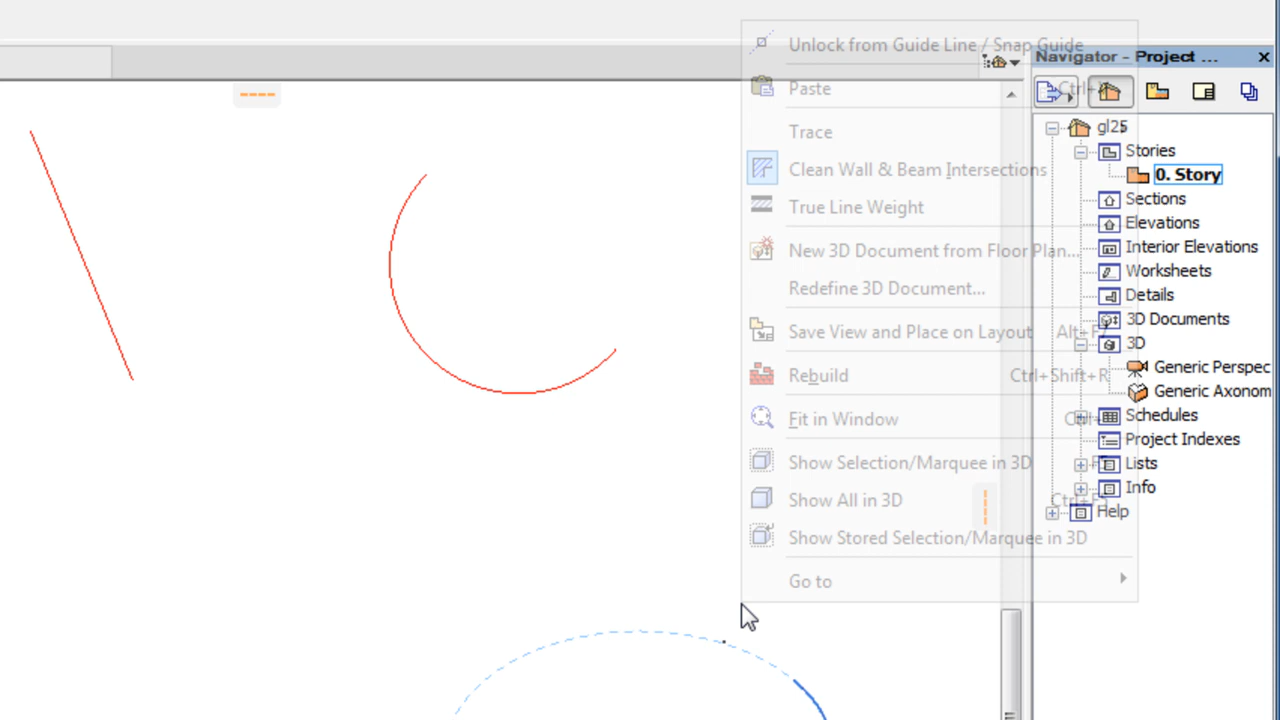 Unlock from Guide Line / Snap Guide
Paste
Trace
Clean Wall & Beam Intersections
True Line Weight
New 3D Document from Floor Plan...
Redefine 3D Document...
Save View and Place on Layout
Rebuild Ctrl+Shift+R
Fit in Window
Show Selection/Marquee in 3D
Show All in 3D
Show Stored Selection/Marquee in 3D
Go to
Navigator - Project ...
gl25
Stories
0. Story
Sections
Elevations
Interior Elevations
Worksheets
Details
3D Documents
3D
Generic Perspec
Generic Axonom
Schedules
Project Indexes
Lists
Info
Help